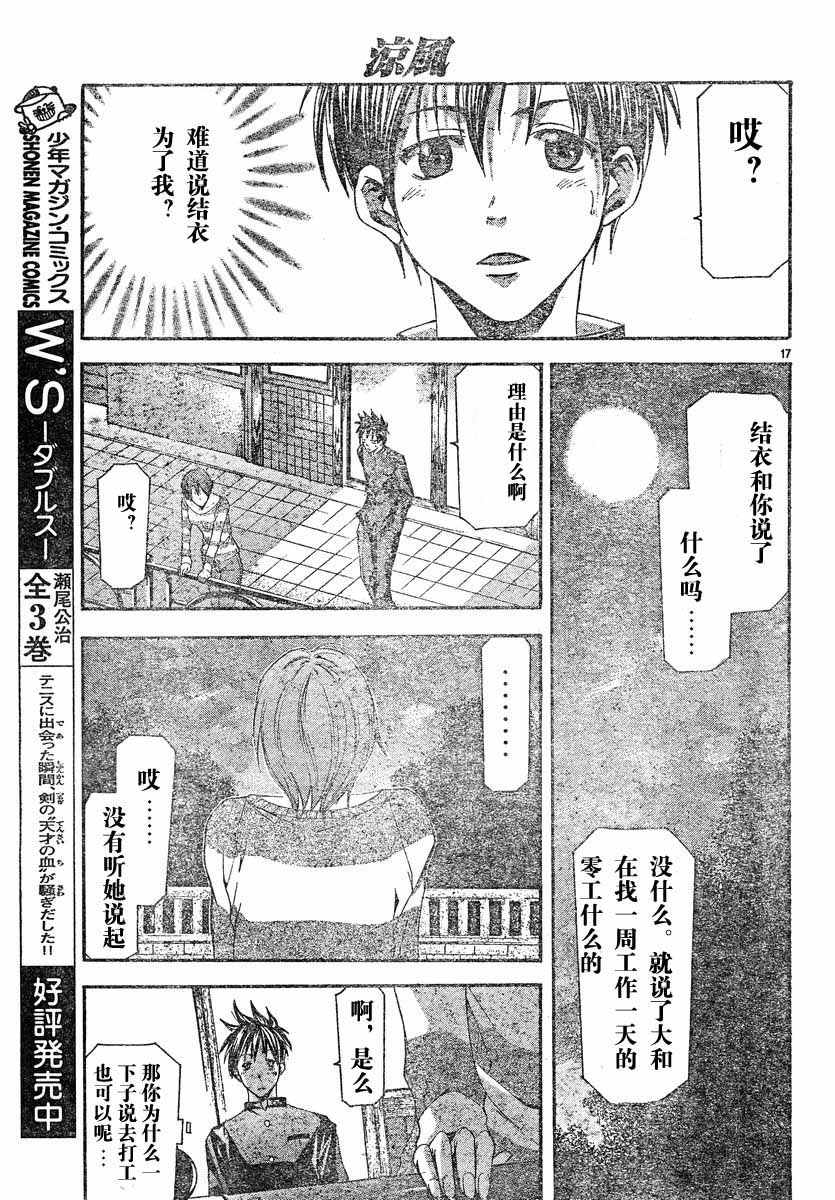 涼風
哎？
难道说结衣
为了我？
17
结衣和你说了
什么吗……
没什么。就说了大和
在找一周工作一天的
零工什么的
理由是什么啊
哎？
………
哎……
没有听她说起
啊，是么
那你为什么一
下子说去打工
也可以呢…
少年マガジン・コミックス
SHONEN MAGAZINE COMICS
W'S
ーダブルスー
瀬尾公治
全3巻
テニスに出会った瞬間、剣の“天才の血”が騒ぎだした!!
好評発売中